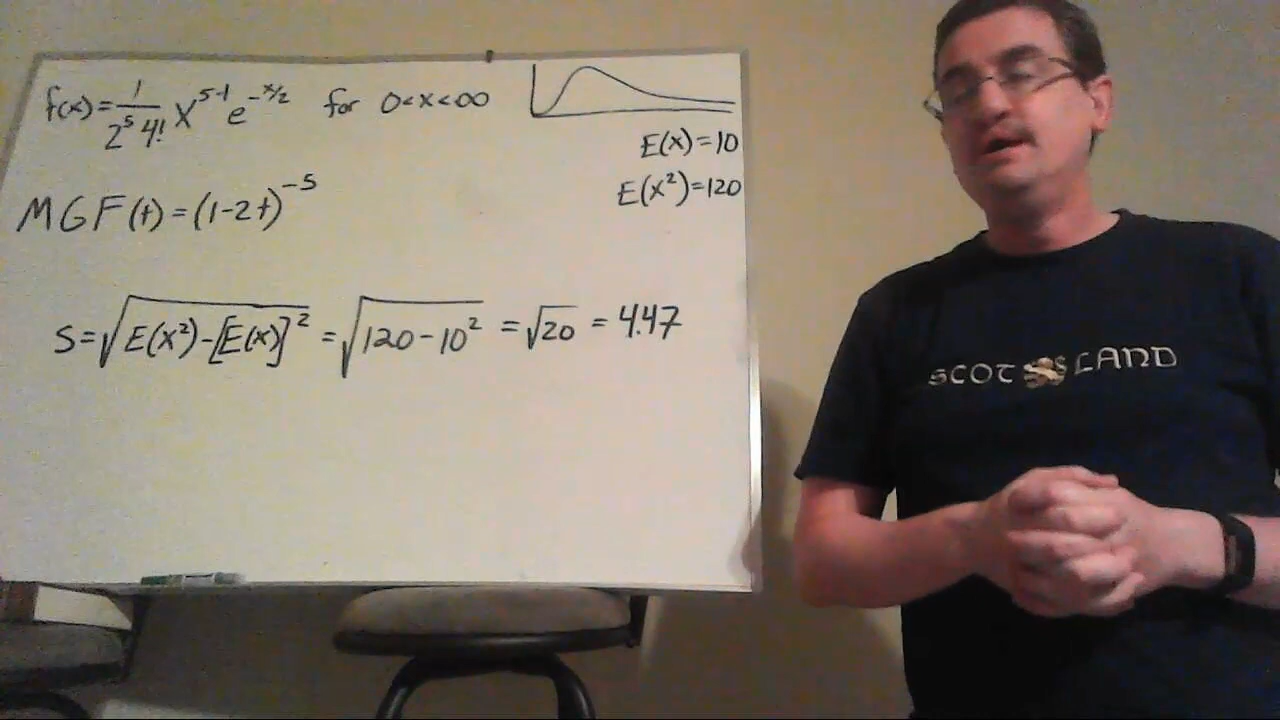 f(x)=1/(2^5 4!) x^(5-1) e^(-x/2) for 0<x<∞
E(x)=10
E(x²)=120
MGF(t)=(1-2t)^(-5)
S=√(E(x²)-[E(x)]²) =√(120-10²) =√20 = 4.47
SCOTLAND